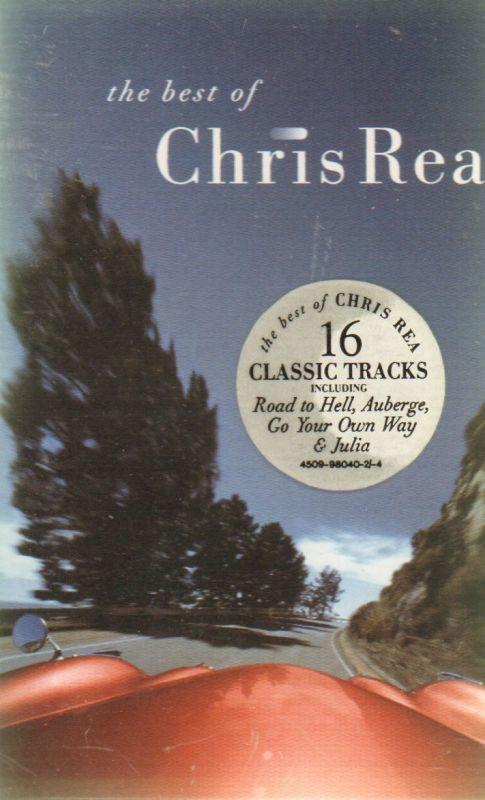 the best of
Chris Rea
the best of CHRIS REA
16
CLASSIC TRACKS
INCLUDING
Road to Hell, Auberge,
Go Your Own Way
& Julia
4509-98040-2/-4